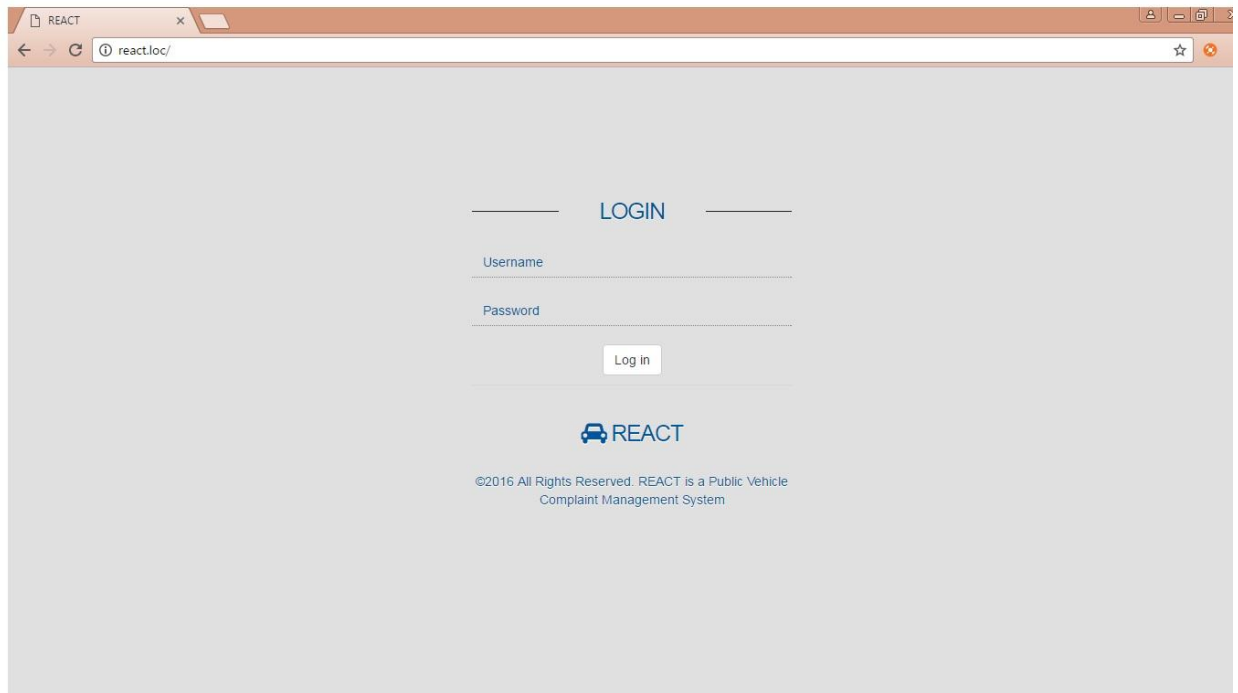 REACT
react.loc/
LOGIN
Username
Password
Log in
REACT
©2016 All Rights Reserved. REACT is a Public Vehicle
Complaint Management System